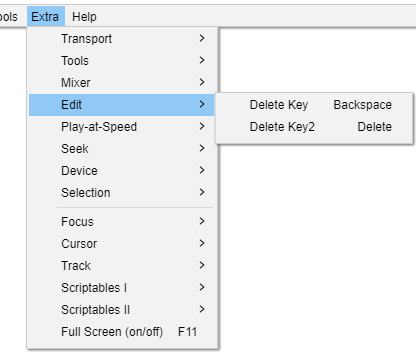 ools Extra Help
Transport
Tools
Mixer
Edit
Delete Key Backspace
Play-at-Speed
Delete Key2 Delete
Seek
Device
Selection
Focus
Cursor
Track
Scriptables I
Scriptables II
Full Screen (on/off) F11